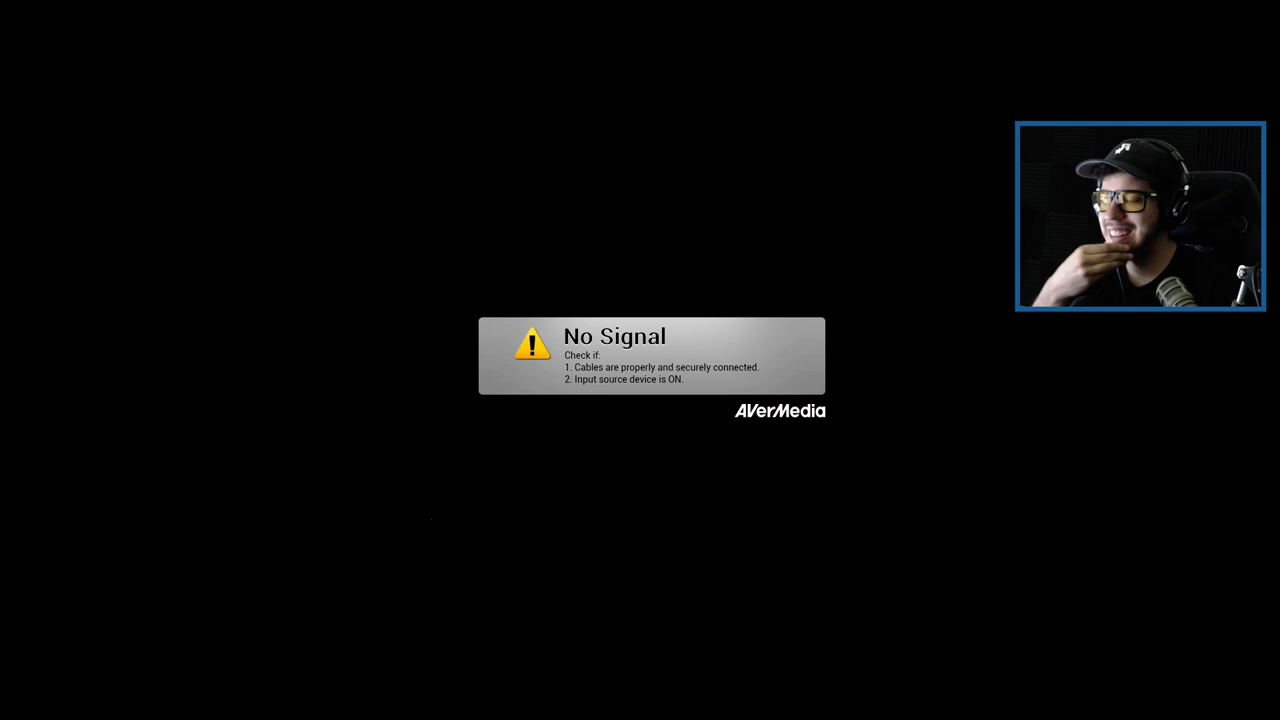 No Signal
Check if:
1. Cables are properly and securely connected.
2. Input source device is ON.
AVerMedia